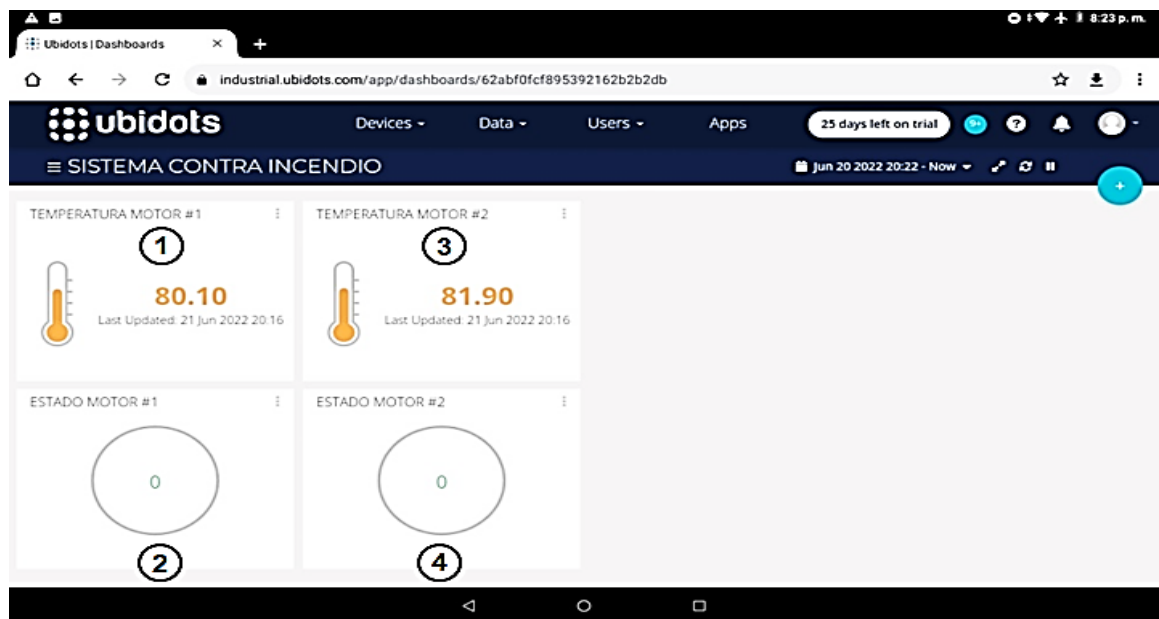 8:23 p. m.
Ubidots | Dashboards × +
industrial.ubidots.com/app/dashboards/62abf0fcf895392162b2b2db
ubidots Devices Data Users Apps 25 days left on trial 9+ ?
SISTEMA CONTRA INCENDIO Jun 20 2022 20:22 - Now
+
TEMPERATURA MOTOR #1 TEMPERATURA MOTOR #2
1 3
80.10 81.90
Last Updated: 21 Jun 2022 20:16 Last Updated: 21 Jun 2022 20:16
ESTADO MOTOR #1 ESTADO MOTOR #2
0 0
2 4